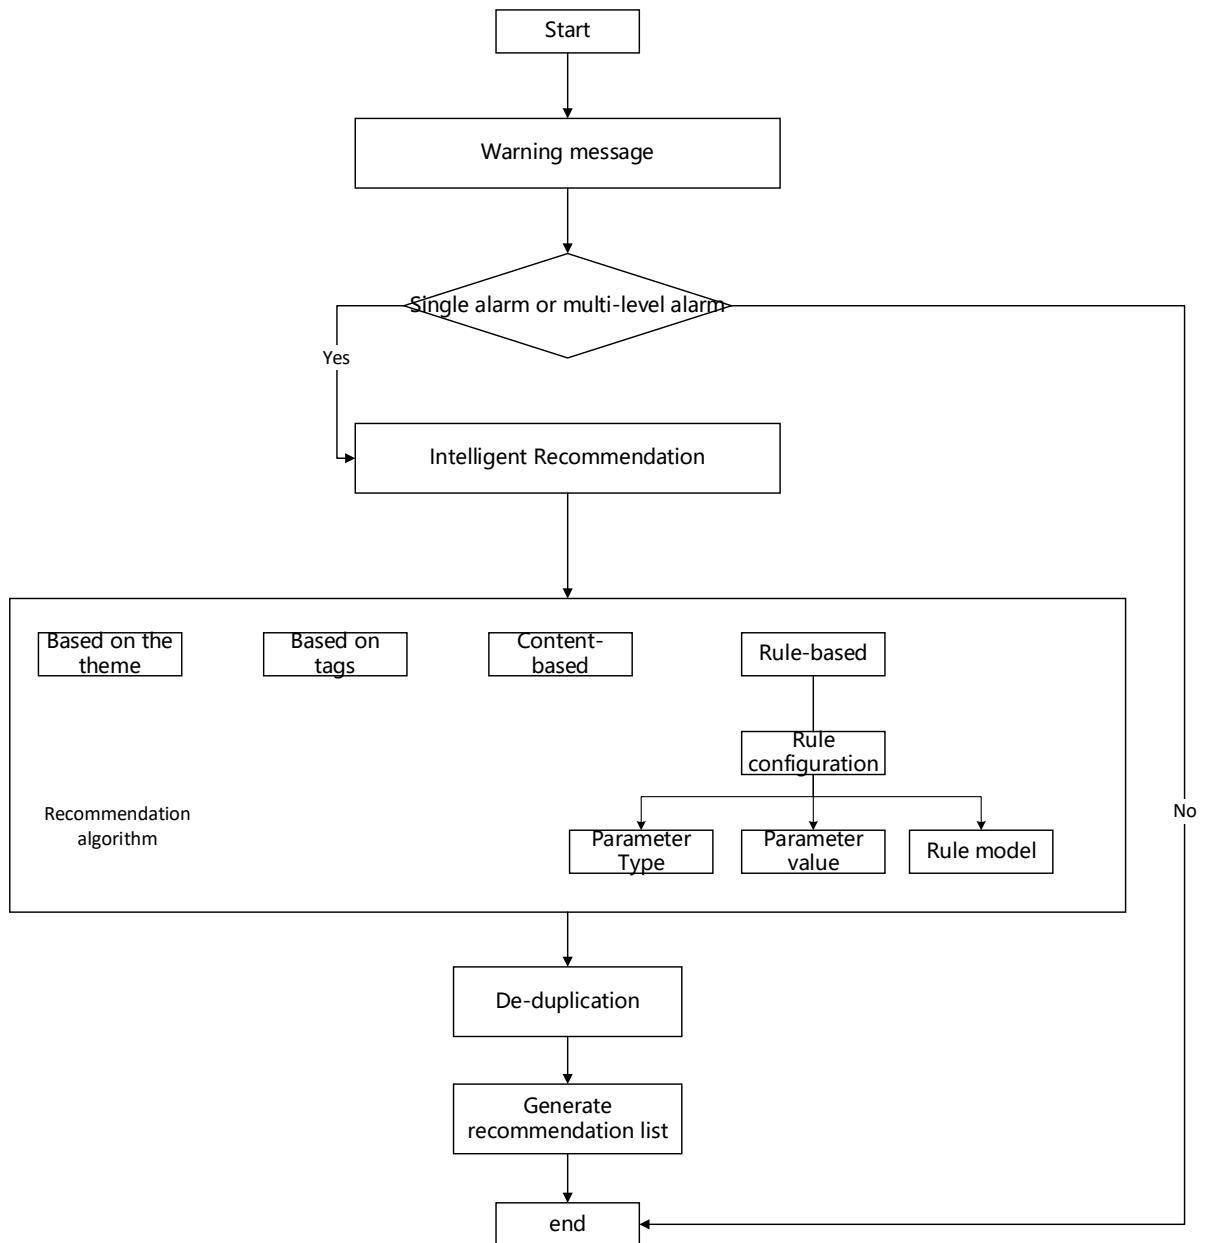 Start
Warning message
Single alarm or multi-level alarm
Yes
Intelligent Recommendation
Based on the
theme
Based on
tags
Content-
based
Rule-based
Rule
configuration
Recommendation
algorithm
Parameter
Type
Parameter
value
Rule model
No
De-duplication
Generate
recommendation list
end